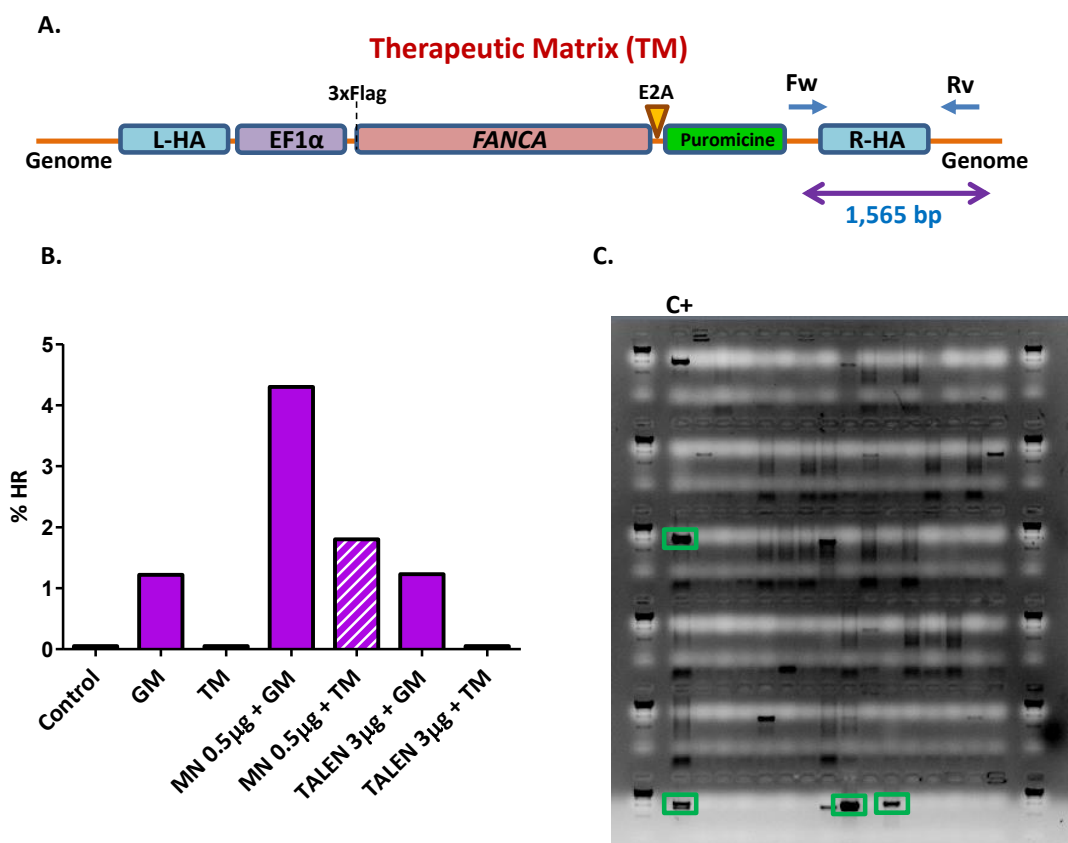 A.
Therapeutic Matrix (TM)
3xFlag
E2A
Fw
Rv
L-HA
EF1α
FANCA
Puromicine
R-HA
Genome
Genome
1,565 bp
B.
C.
C+
% HR
5
4
3
2
1
0
Control
GM
TM
MN 0.5µg + GM
MN 0.5µg + TM
TALEN 3µg + GM
TALEN 3µg + TM